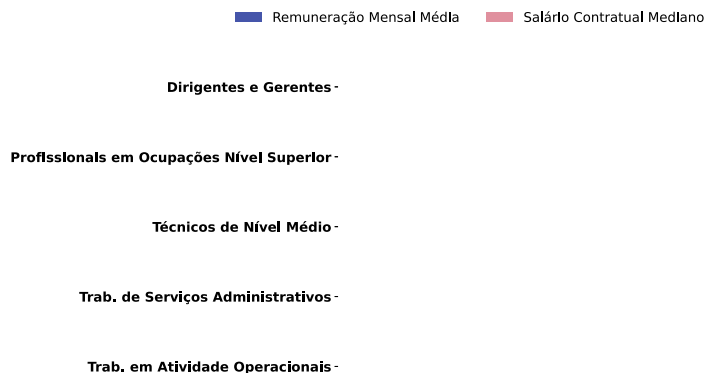 Remuneração Mensal Média Salário Contratual Mediano
Dirigentes e Gerentes
Profissionais em Ocupações Nível Superior
Técnicos de Nível Médio
Trab. de Serviços Administrativos
Trab. em Atividade Operacionais